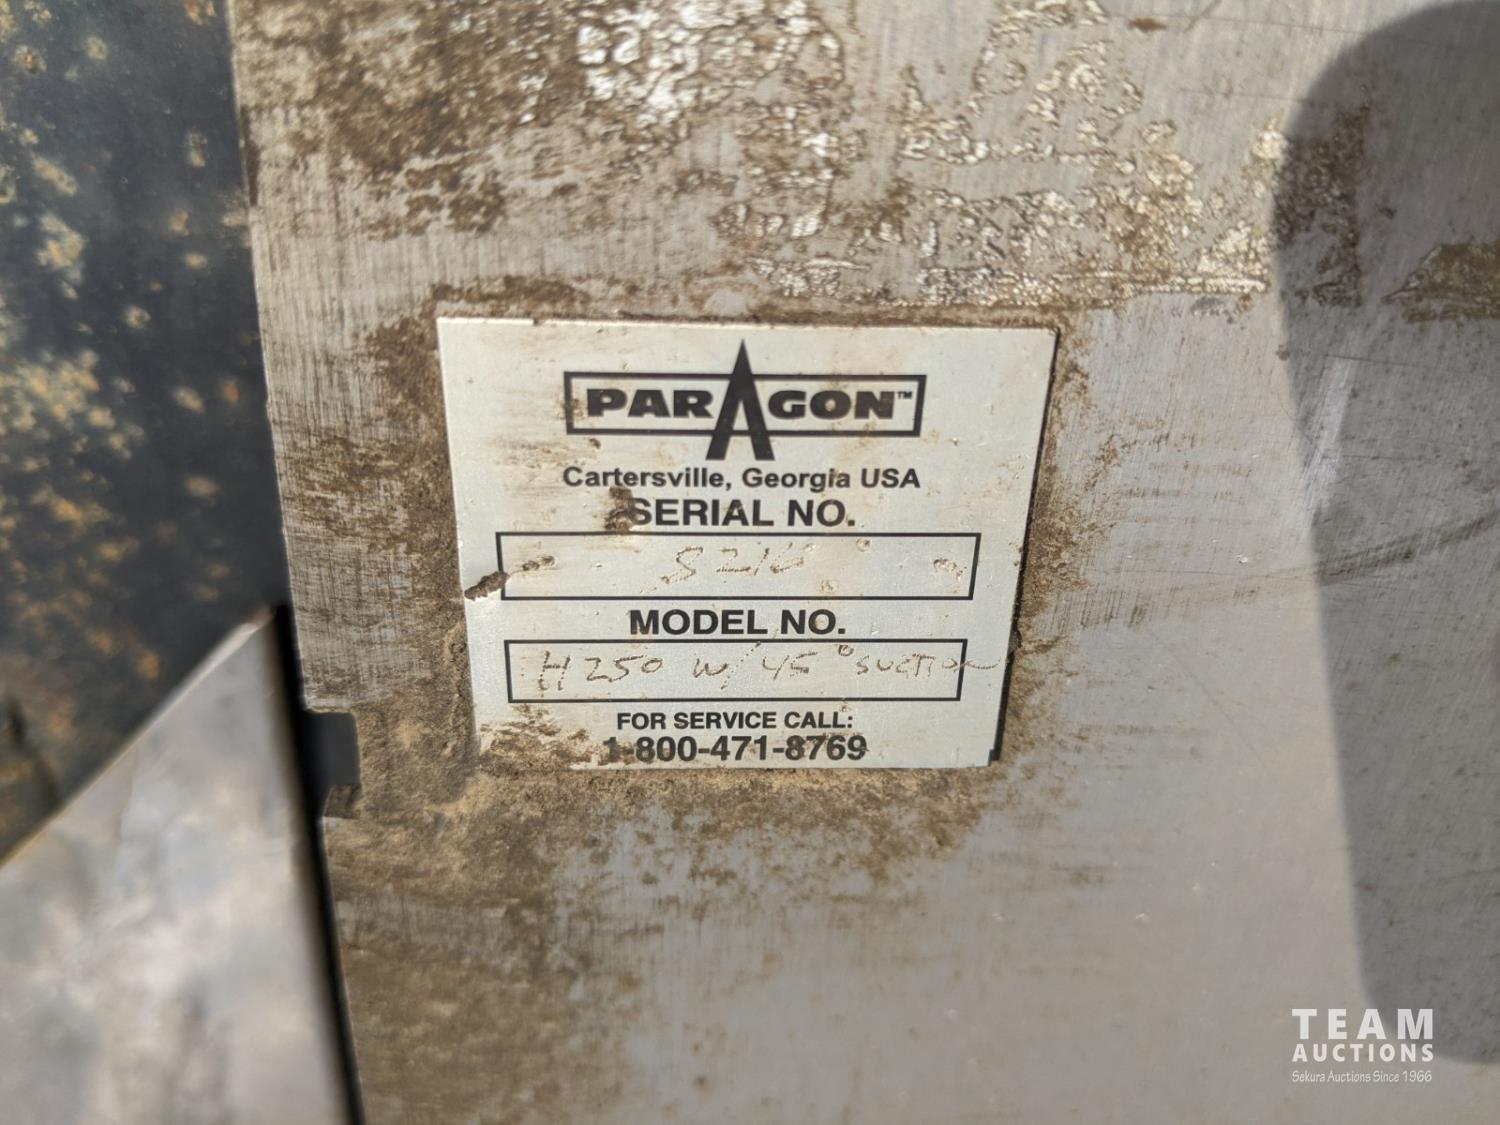 PARAGON™
Cartersville, Georgia USA
SERIAL NO.
S216
MODEL NO.
H250 W/ 45° SUCTION
FOR SERVICE CALL:
1-800-471-8769
TEAM
AUCTIONS
Sekura Auctions Since 1966